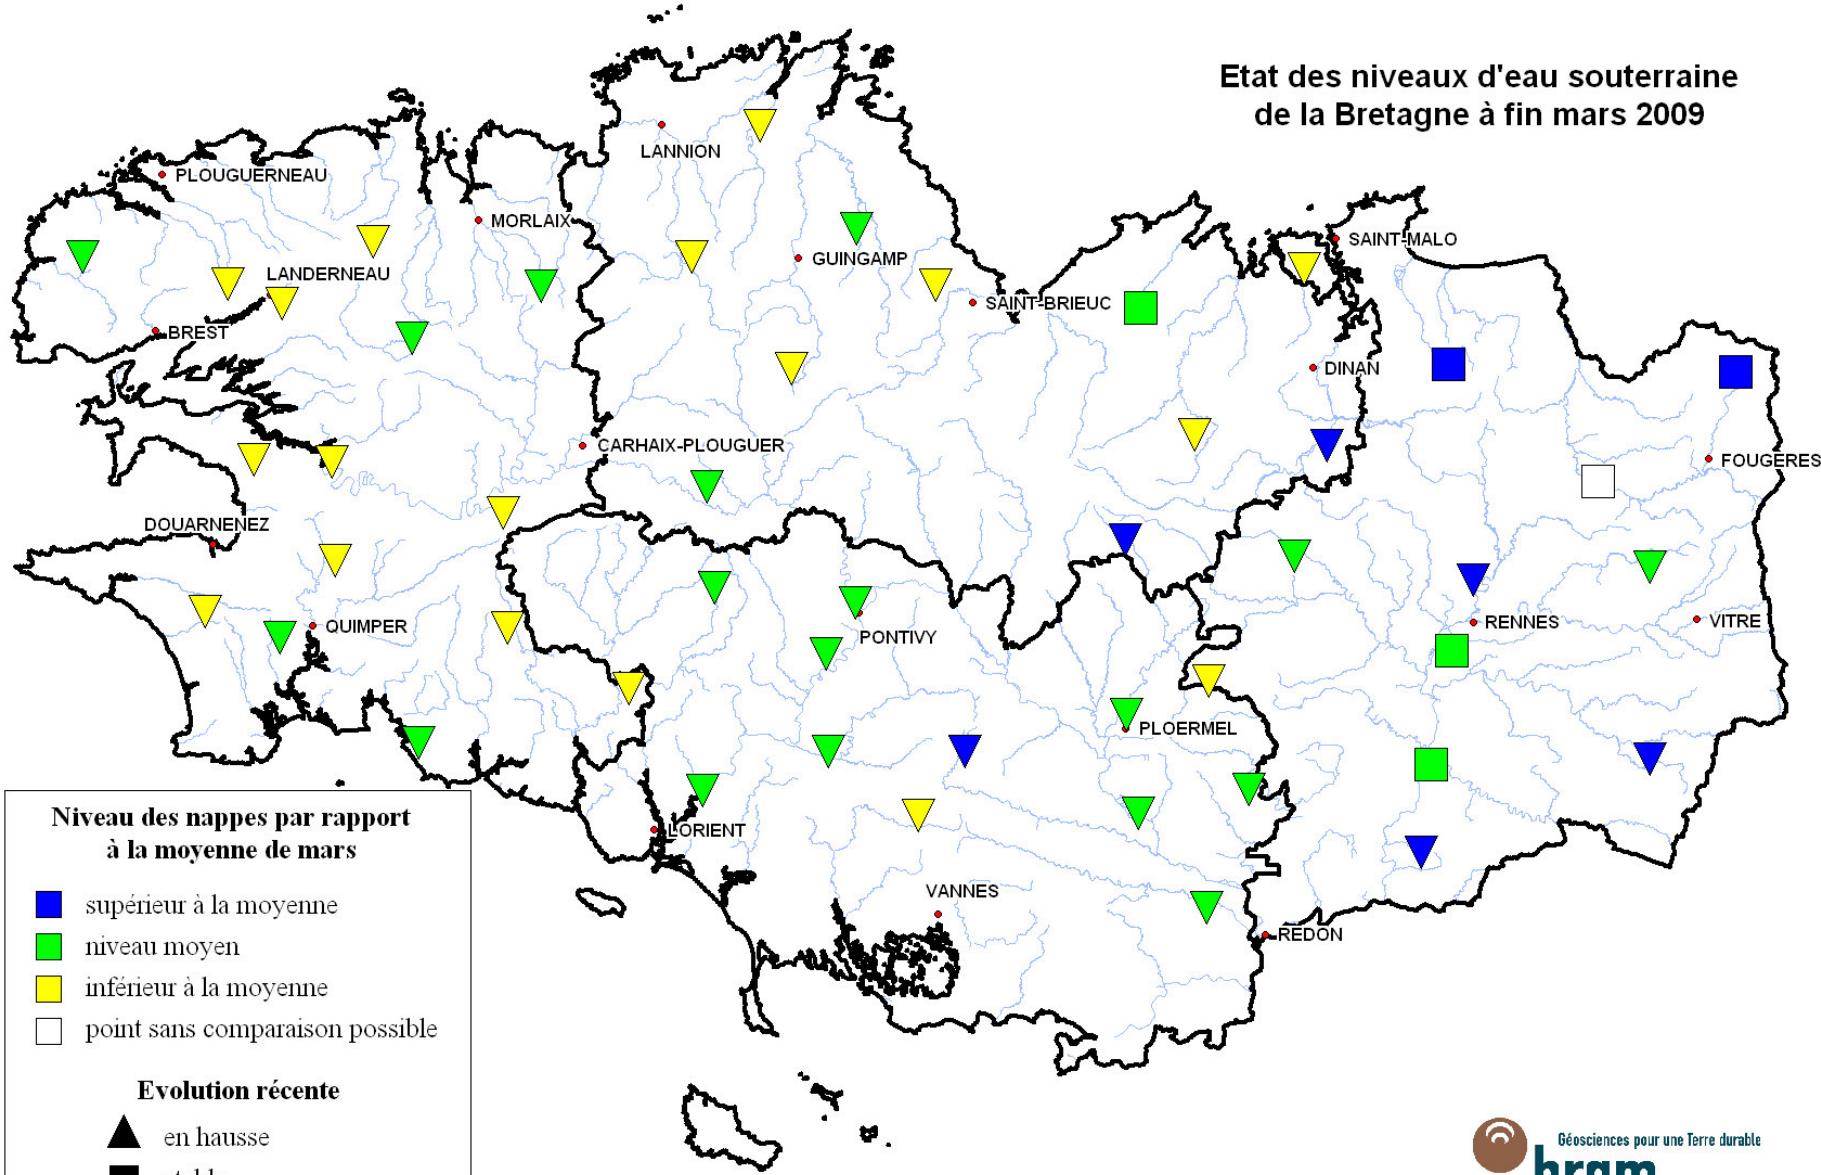 Etat des niveaux d'eau souterraine
de la Bretagne à fin mars 2009
LANNION
PLOUGUERNEAU
MORLAIX
SAINT-MALO
GUINGAMP
LANDERNEAU
SAINT-BRIEUC
BREST
DINAN
CARHAIX-PLOUGUER
FOUGERES
DOUARNENEZ
QUIMPER
PONTIVY
RENNES
VITRE
PLOERMEL
LORIENT
VANNES
REDON
Niveau des nappes par rapport
à la moyenne de mars
supérieur à la moyenne
niveau moyen
inférieur à la moyenne
point sans comparaison possible
Evolution récente
en hausse
Géosciences pour une Terre durable
brgm